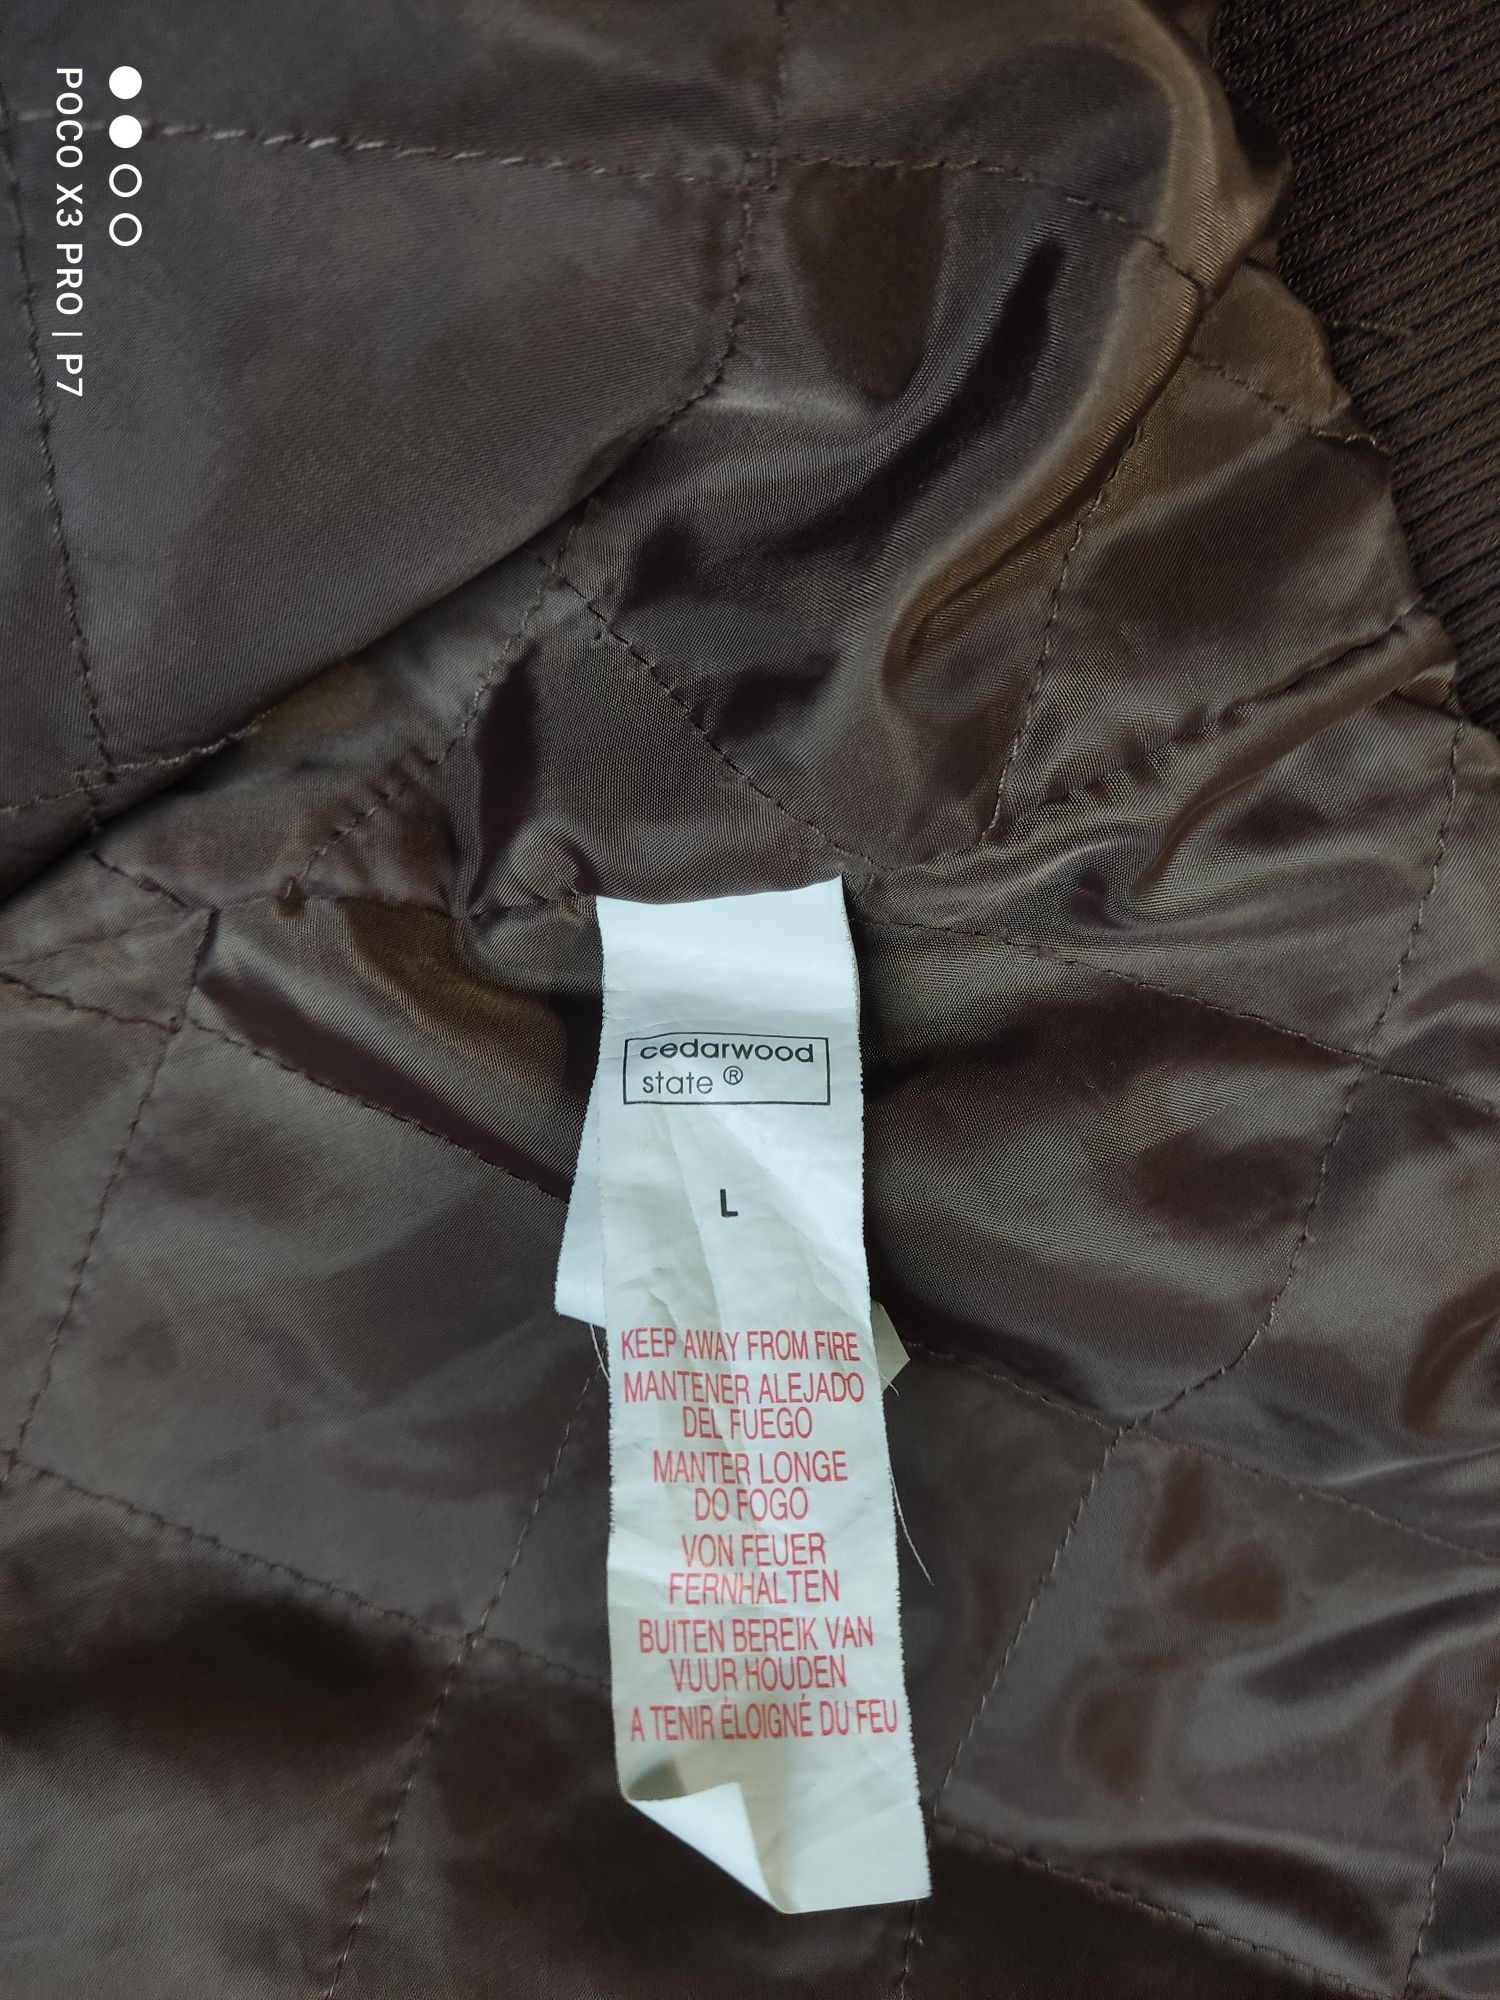 POCO X3 PRO | P7
cedarwood
state ®
L
KEEP AWAY FROM FIRE
MANTENER ALEJADO
DEL FUEGO
MANTER LONGE
DO FOGO
VON FEUER
FERNHALTEN
BUITEN BEREIK VAN
VUUR HOUDEN
A TENIR ÉLOIGNÉ DU FEU